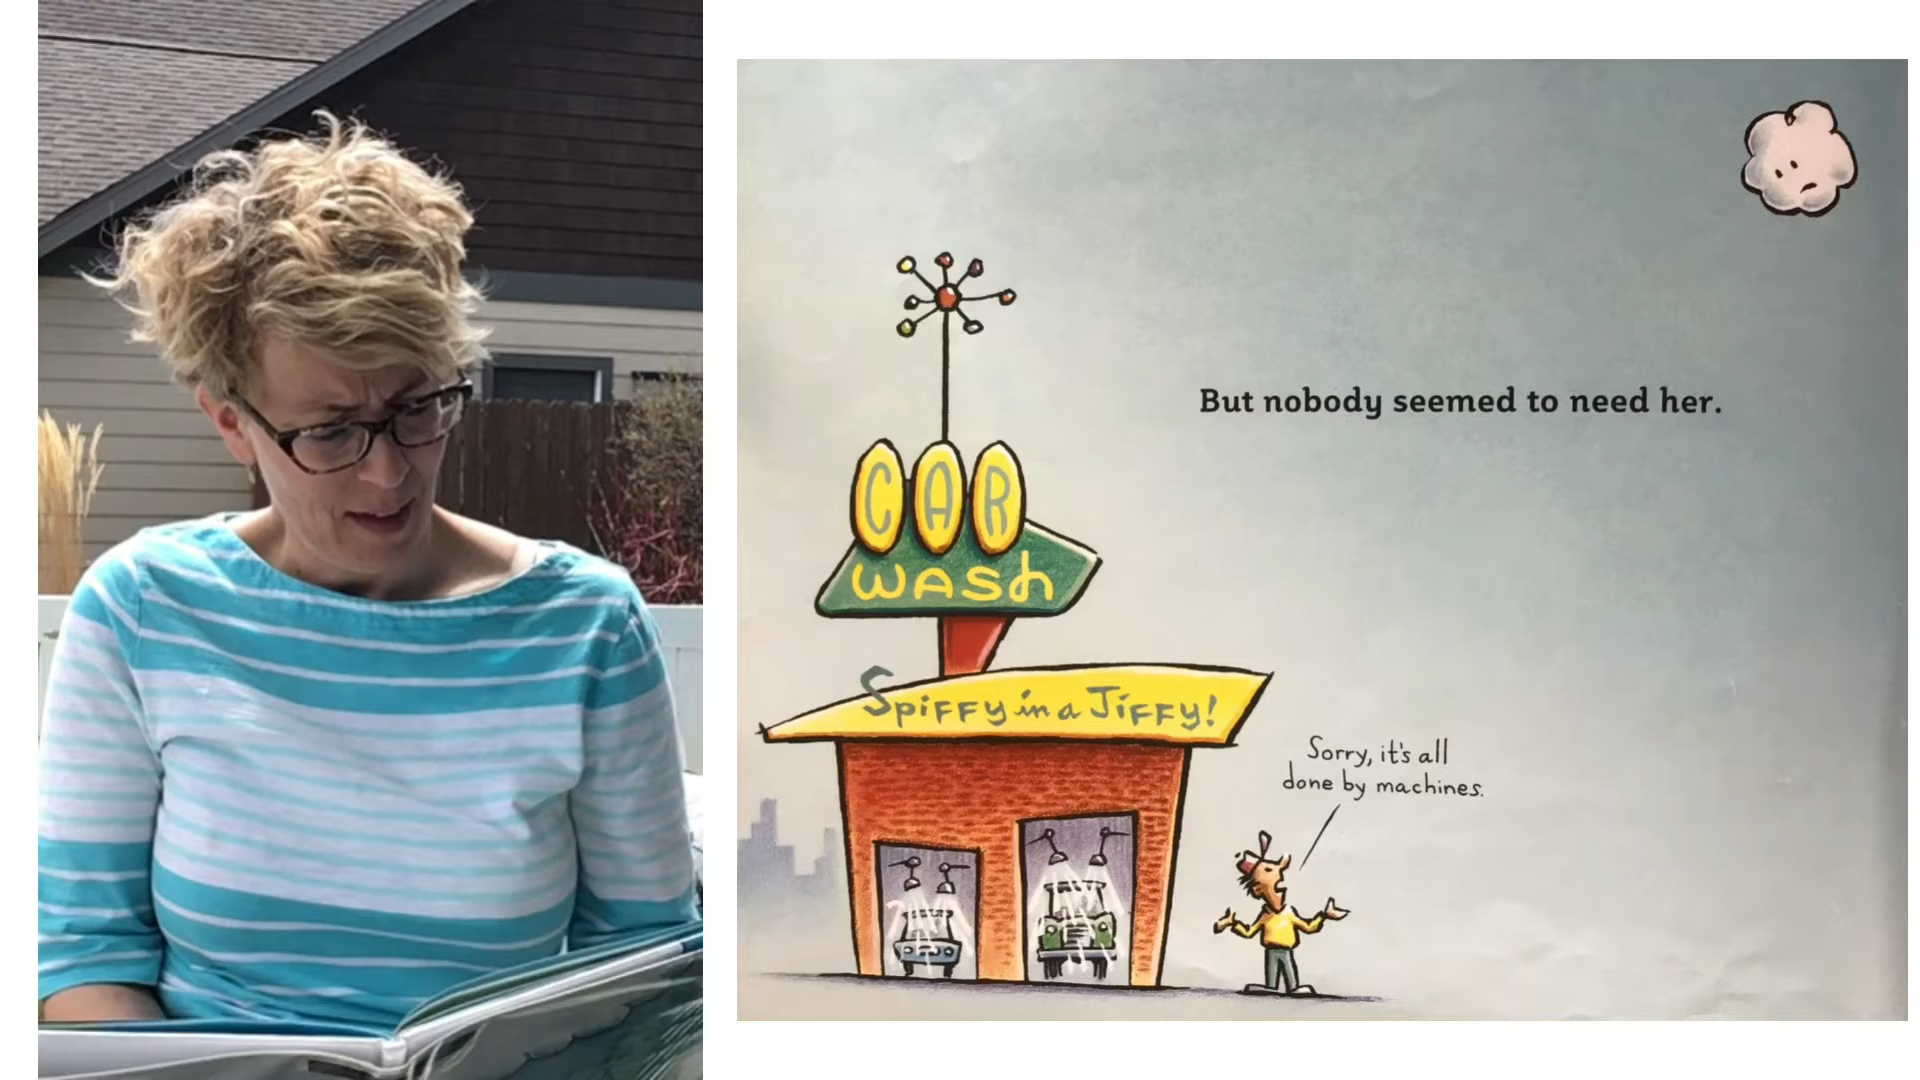 But nobody seemed to need her.
CAR
WASh
Spiffy in a Jiffy!
Sorry, it's all
done by machines.